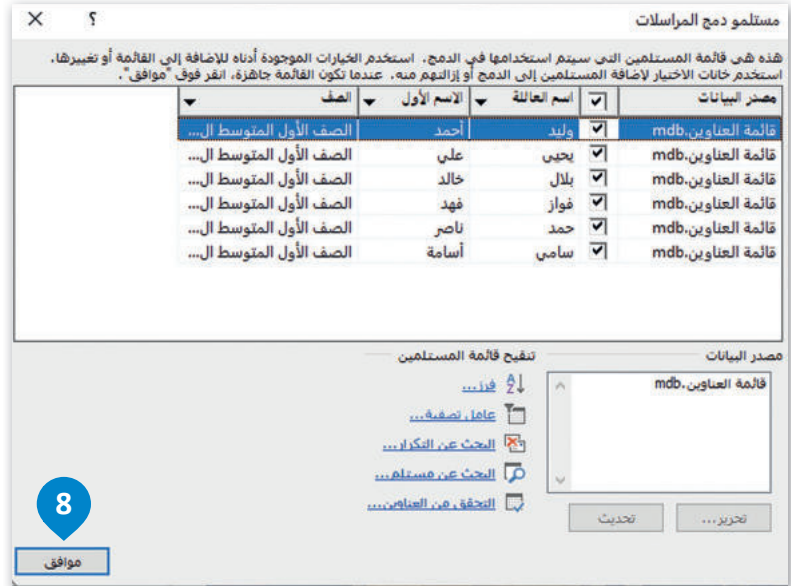 مستلمو دمج المراسلات
؟ ×
هذه هي قائمة المستلمين التي سيتم استخدامها في الدمج. استخدم الخيارات الموجودة أدناه للإضافة إلى القائمة أو تغييرها.
استخدم خانات الاختيار لإضافة المستلمين إلى الدمج أو إزالتهم منه. عندما تكون القائمة جاهزة، انقر فوق "موافق".
مصدر البيانات اسم العائلة الاسم الأول الصف
قائمة العناوين.mdb وليد أحمد الصف الأول المتوسط ال...
قائمة العناوين.mdb يحيى علي الصف الأول المتوسط ال...
قائمة العناوين.mdb بلال خالد الصف الأول المتوسط ال...
قائمة العناوين.mdb فواز فهد الصف الأول المتوسط ال...
قائمة العناوين.mdb حمد ناصر الصف الأول المتوسط ال...
قائمة العناوين.mdb سامي أسامة الصف الأول المتوسط ال...
مصدر البيانات
قائمة العناوين.mdb
تحرير... تحديث
تنقيح قائمة المستلمين
فرز...
عامل تصفية...
البحث عن التكرار...
البحث عن مستلم...
التحقق من العناوين...
8
موافق